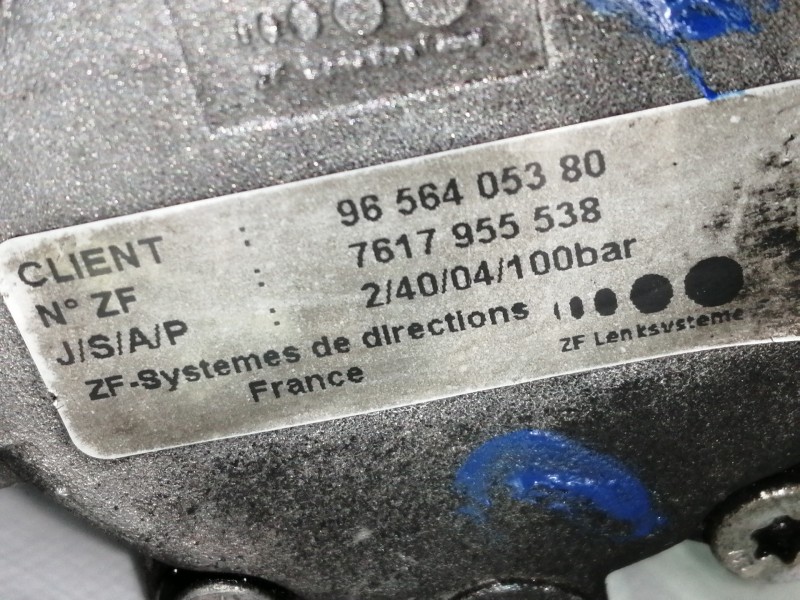 CLIENT : 96 564 053 80
N° ZF : 7617 955 538
J/S/A/P : 2/40/04/100bar
ZF-Systemes de directions
France
ZF Lenksysteme